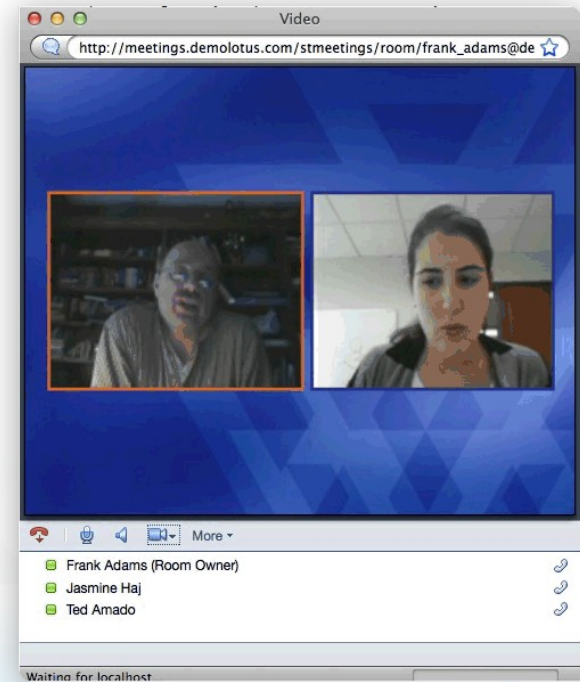 Video
http://meetings.demolotus.com/stmeetings/room/frank_adams@de
More
Frank Adams (Room Owner)
Jasmine Haj
Ted Amado
Waiting for localhost